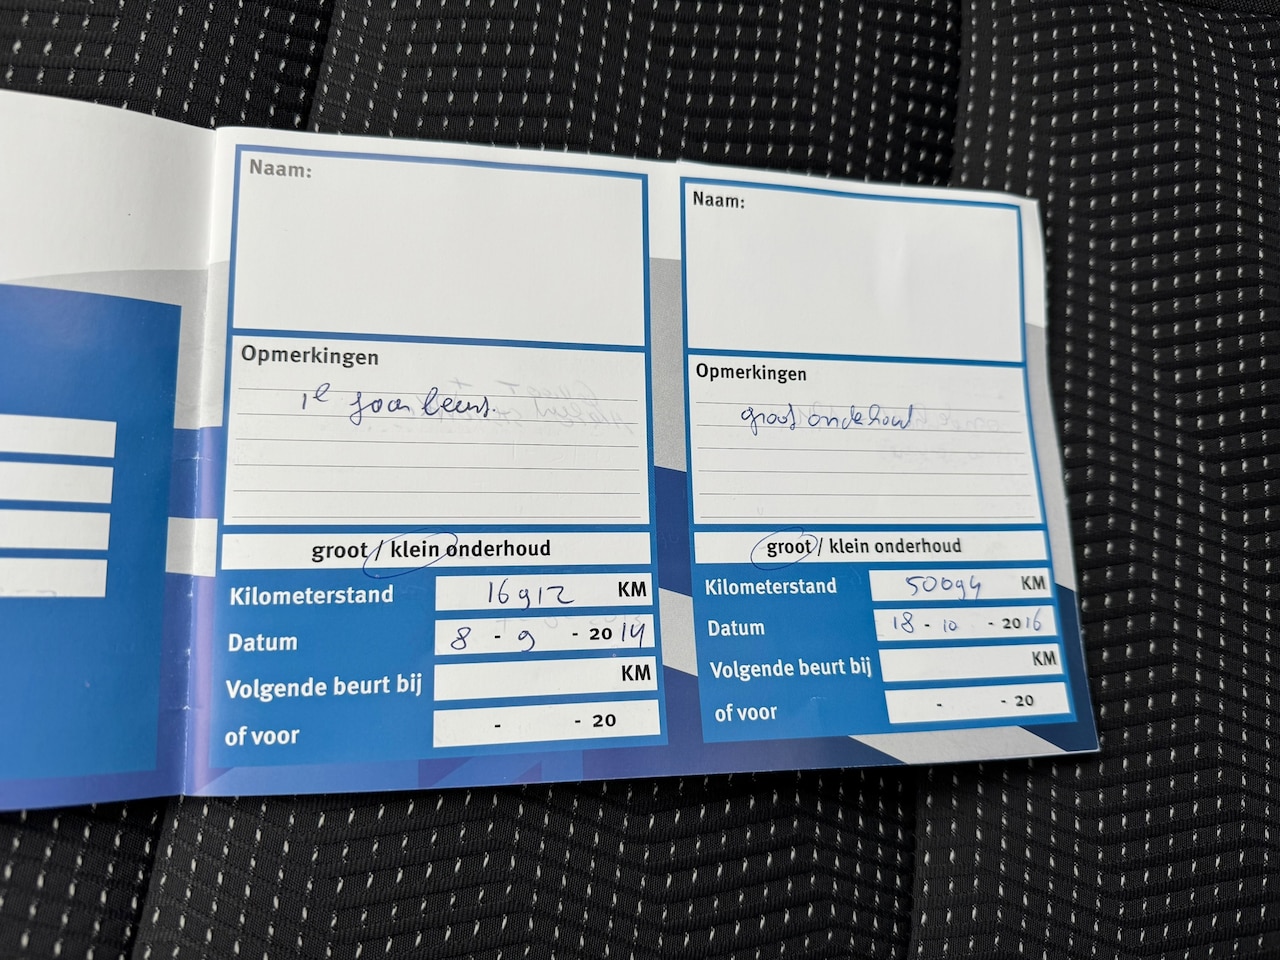 Naam:
Opmerkingen
1e jaar beurt.
groot / klein onderhoud
Kilometerstand 16912 KM
Datum 8 - 9 - 2014
Volgende beurt bij KM
of voor - - 20
Naam:
Opmerkingen
groot onderhoud
groot / klein onderhoud
Kilometerstand 50094 KM
Datum 18 - 10 - 2016
Volgende beurt bij KM
of voor - - 20